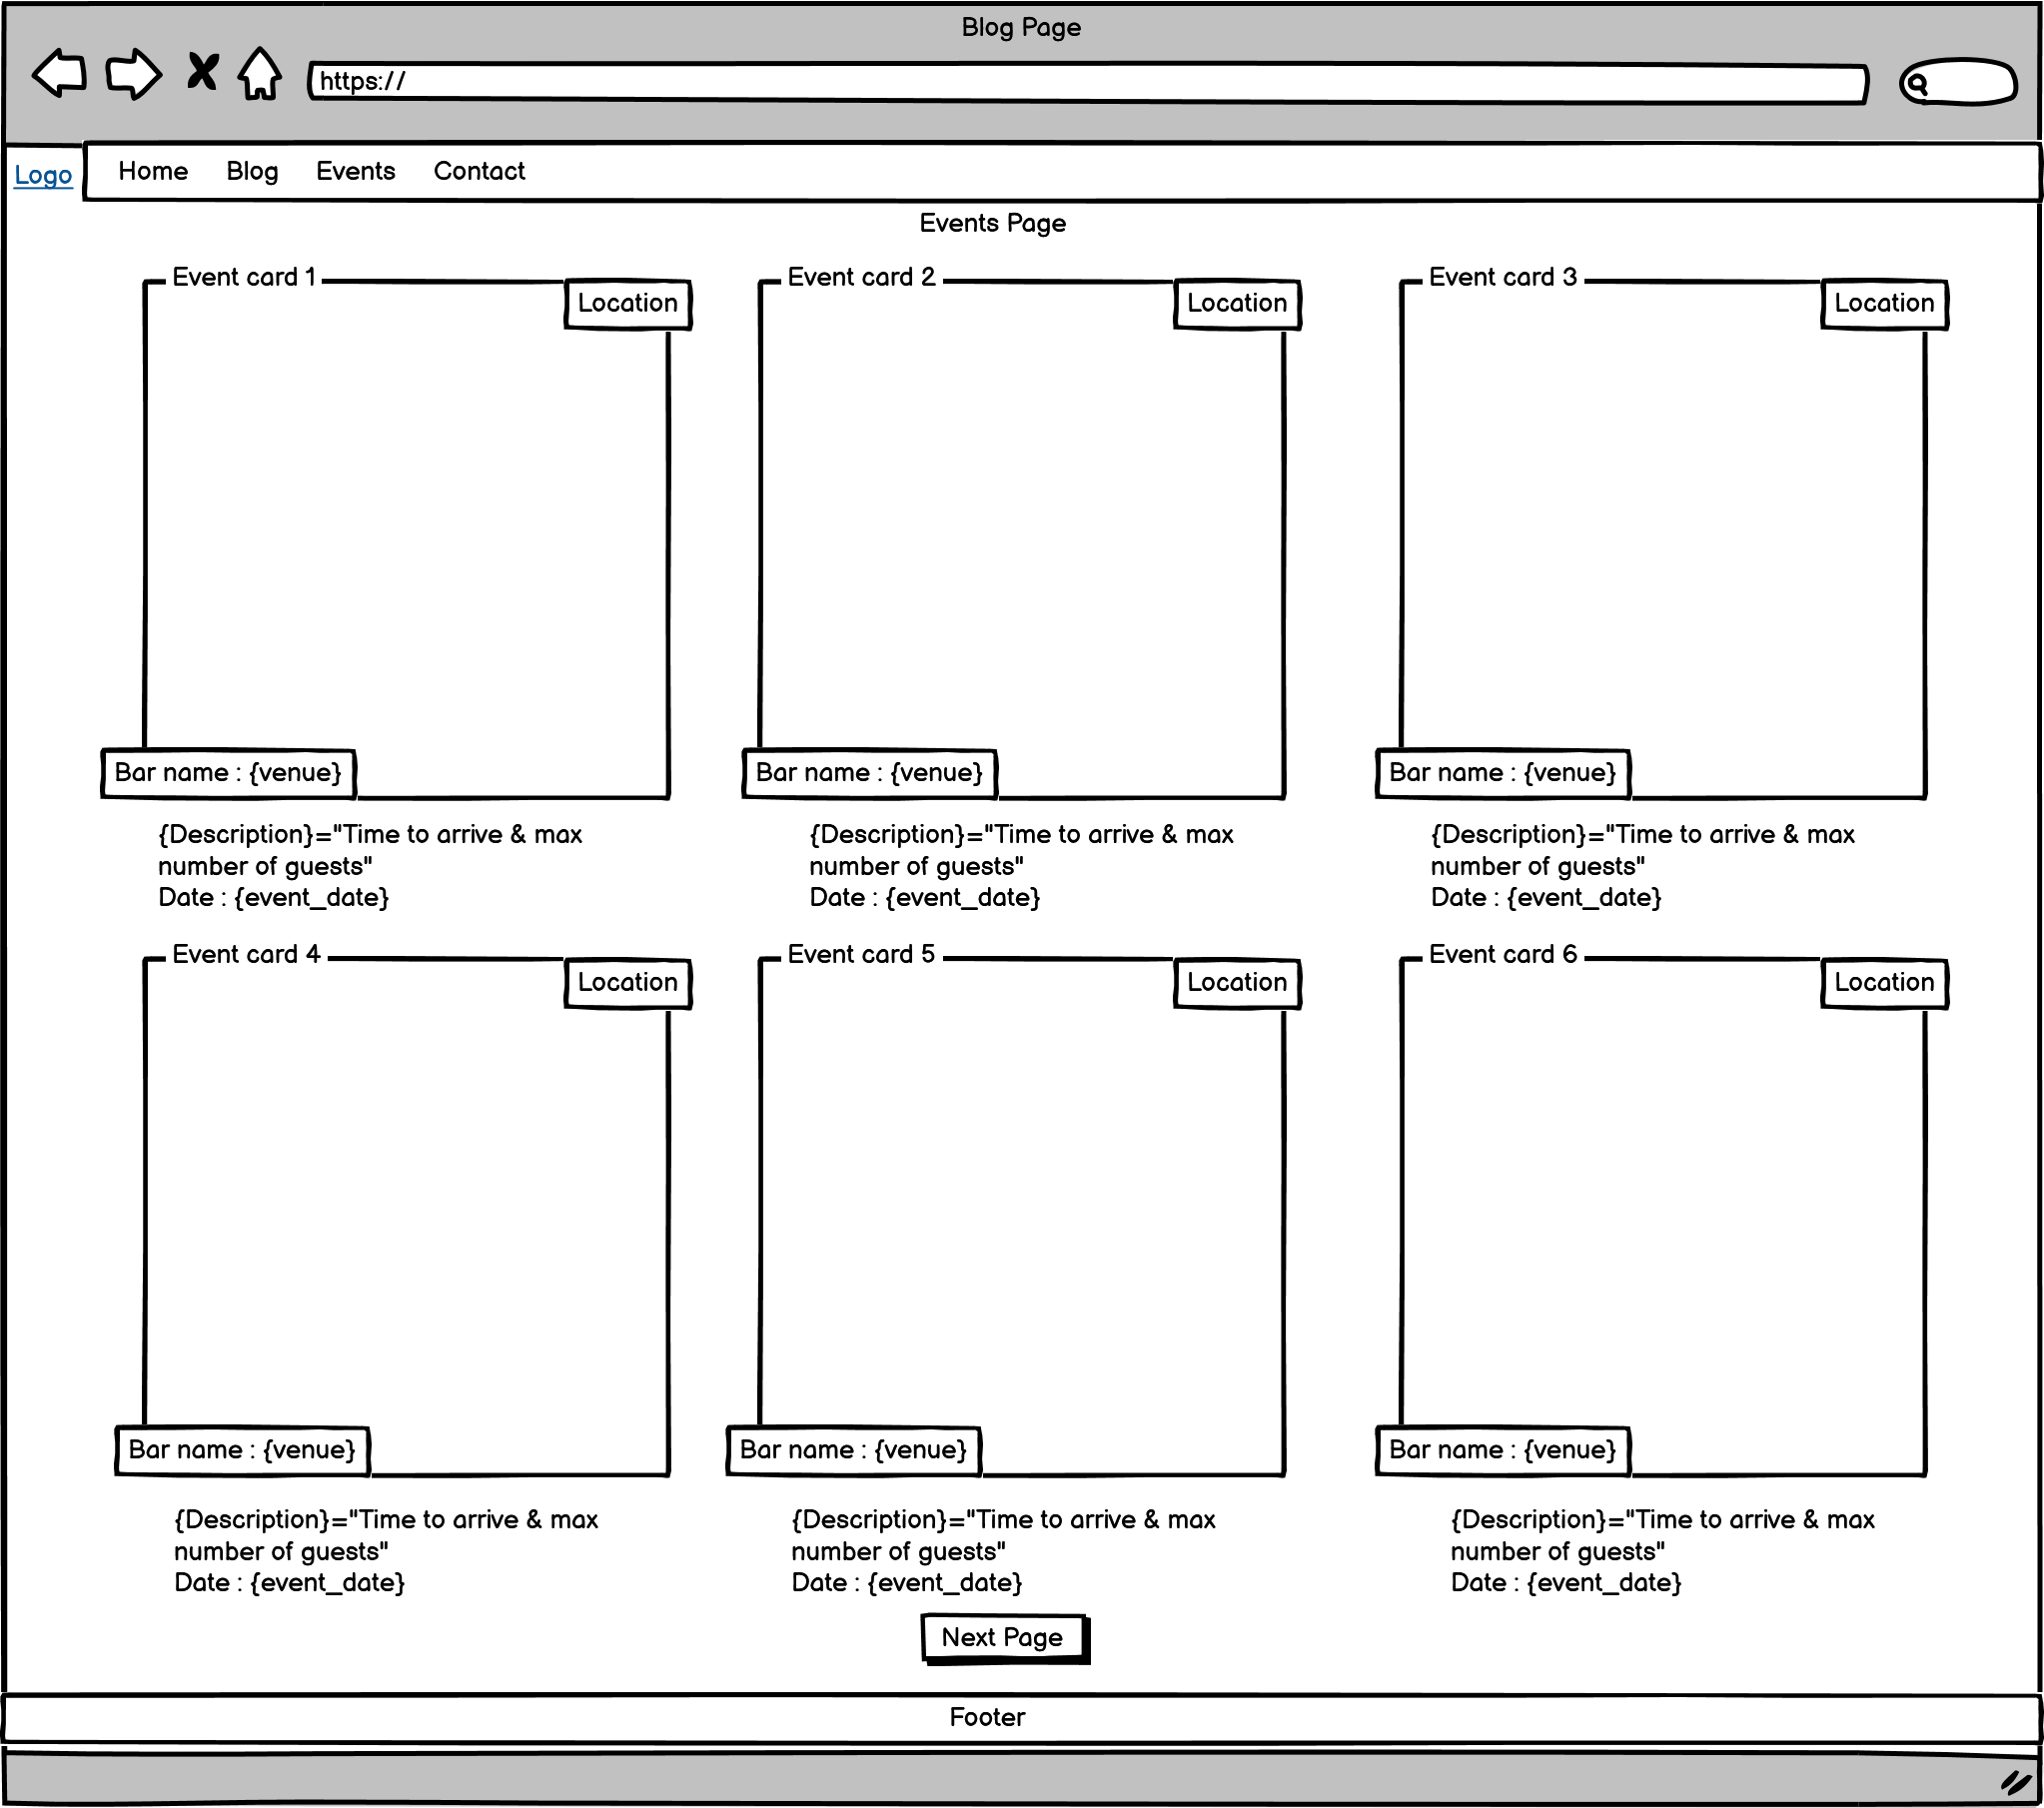 Blog Page
https://
Logo
Home Blog Events Contact
Events Page
Event card 1
Location
Event card 2
Location
Event card 3
Location
Bar name : {venue}
Bar name : {venue}
Bar name : {venue}
{Description}="Time to arrive & max
number of guests"
Date : {event_date}
{Description}="Time to arrive & max
number of guests"
Date : {event_date}
{Description}="Time to arrive & max
number of guests"
Date : {event_date}
Event card 4
Location
Event card 5
Location
Event card 6
Location
Bar name : {venue}
Bar name : {venue}
Bar name : {venue}
{Description}="Time to arrive & max
number of guests"
Date : {event_date}
{Description}="Time to arrive & max
number of guests"
Date : {event_date}
{Description}="Time to arrive & max
number of guests"
Date : {event_date}
Next Page
Footer